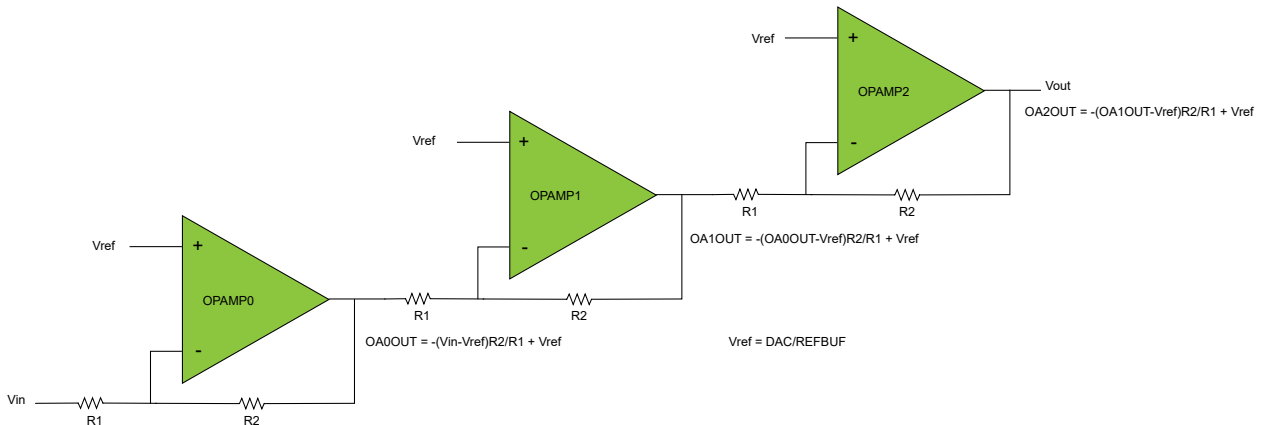 Vref
+
OPAMP2
-
Vout
OA2OUT = -(OA1OUT-Vref)R2/R1 + Vref
R1
R2
Vref
+
OPAMP1
-
OA1OUT = -(OA0OUT-Vref)R2/R1 + Vref
R1
R2
Vref
+
OPAMP0
-
OA0OUT = -(Vin-Vref)R2/R1 + Vref
Vref = DAC/REFBUF
Vin
R1
R2